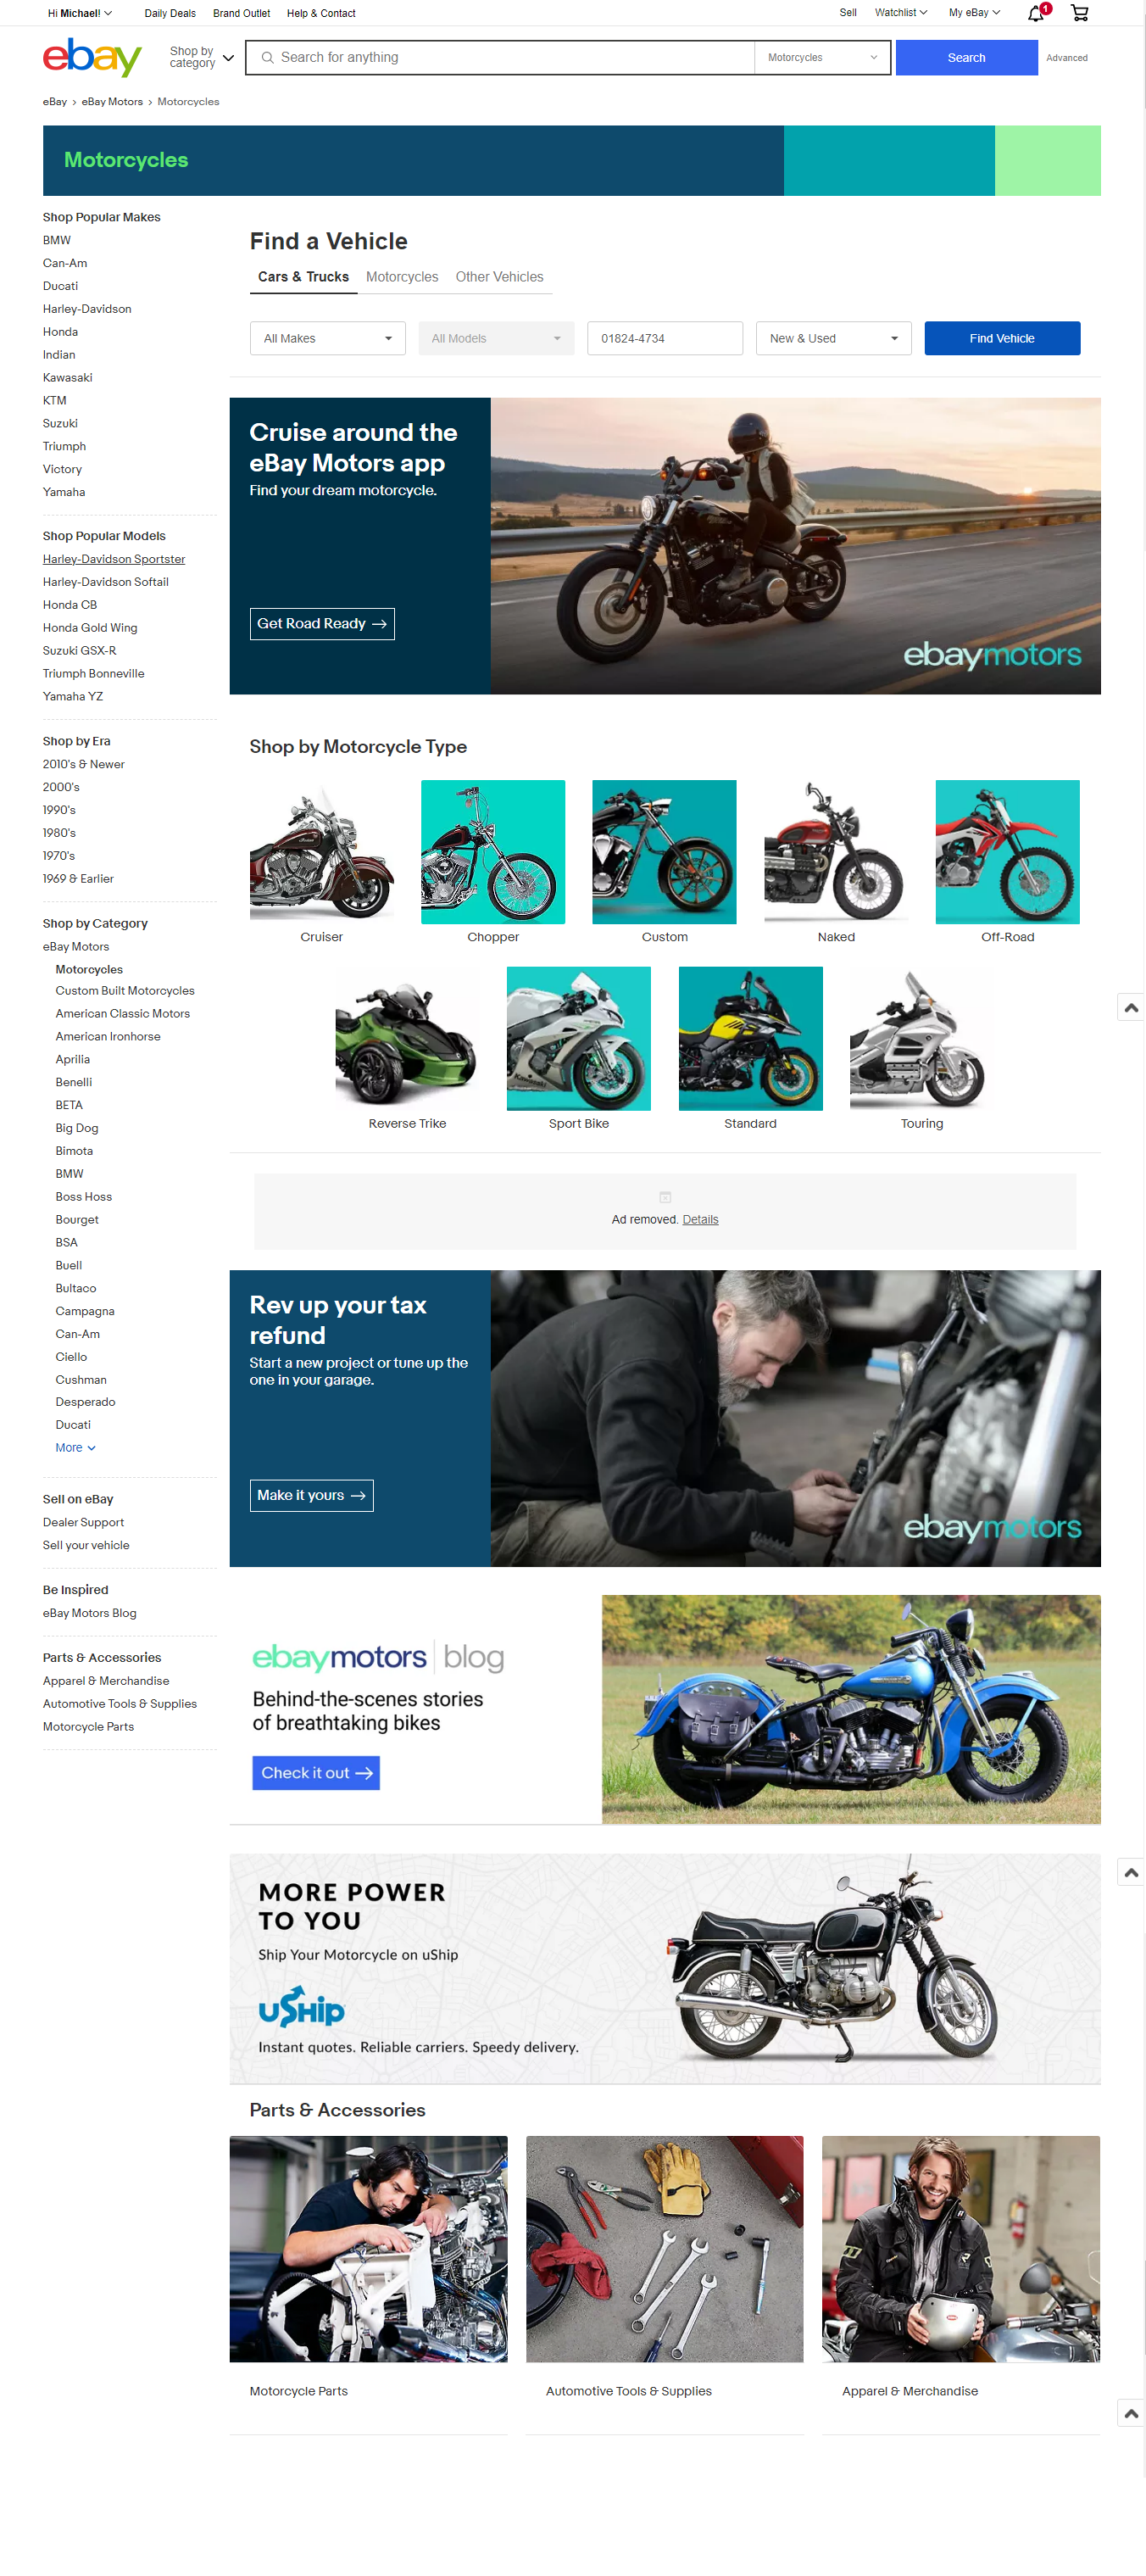 Hi Michael!
Daily Deals
Brand Outlet
Help & Contact
Sell
Watchlist
My eBay
1
ebay
Shop by
category
Search for anything
Motorcycles
Search
Advanced
eBay > eBay Motors > Motorcycles
Motorcycles
Shop Popular Makes
BMW
Can-Am
Ducati
Harley-Davidson
Honda
Indian
Kawasaki
KTM
Suzuki
Triumph
Victory
Yamaha
Shop Popular Models
Harley-Davidson Sportster
Harley-Davidson Softail
Honda CB
Honda Gold Wing
Suzuki GSX-R
Triumph Bonneville
Yamaha YZ
Shop by Era
2010's & Newer
2000's
1990's
1980's
1970's
1969 & Earlier
Shop by Category
eBay Motors
Motorcycles
Custom Built Motorcycles
American Classic Motors
American Ironhorse
Aprilia
Benelli
BETA
Big Dog
Bimota
BMW
Boss Hoss
Bourget
BSA
Buell
Bultaco
Campagna
Can-Am
Ciello
Cushman
Desperado
Ducati
More
Sell on eBay
Dealer Support
Sell your vehicle
Be Inspired
eBay Motors Blog
Parts & Accessories
Apparel & Merchandise
Automotive Tools & Supplies
Motorcycle Parts
Find a Vehicle
Cars & Trucks
Motorcycles
Other Vehicles
All Makes
All Models
01824-4734
New & Used
Find Vehicle
Cruise around the
eBay Motors app
Find your dream motorcycle.
Get Road Ready →
ebaymotors
Shop by Motorcycle Type
Cruiser
Chopper
Custom
Naked
Off-Road
Reverse Trike
Sport Bike
Standard
Touring
Ad removed. Details
Rev up your tax
refund
Start a new project or tune up the
one in your garage.
Make it yours →
ebaymotors
ebaymotors | blog
Behind-the-scenes stories
of breathtaking bikes
Check it out →
MORE POWER
TO YOU
Ship Your Motorcycle on uShip
uShip
Instant quotes. Reliable carriers. Speedy delivery.
Parts & Accessories
Motorcycle Parts
Automotive Tools & Supplies
Apparel & Merchandise